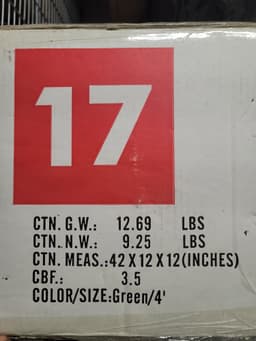 17
CTN. G.W.: 12.69 LBS
CTN. N.W.: 9.25 LBS
CTN. MEAS.:42 X 12 X 12(INCHES)
CBF.: 3.5
COLOR/SIZE:Green/4'